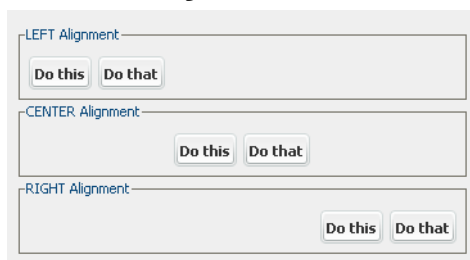 LEFT Alignment
Do this Do that
CENTER Alignment
Do this Do that
RIGHT Alignment
Do this Do that